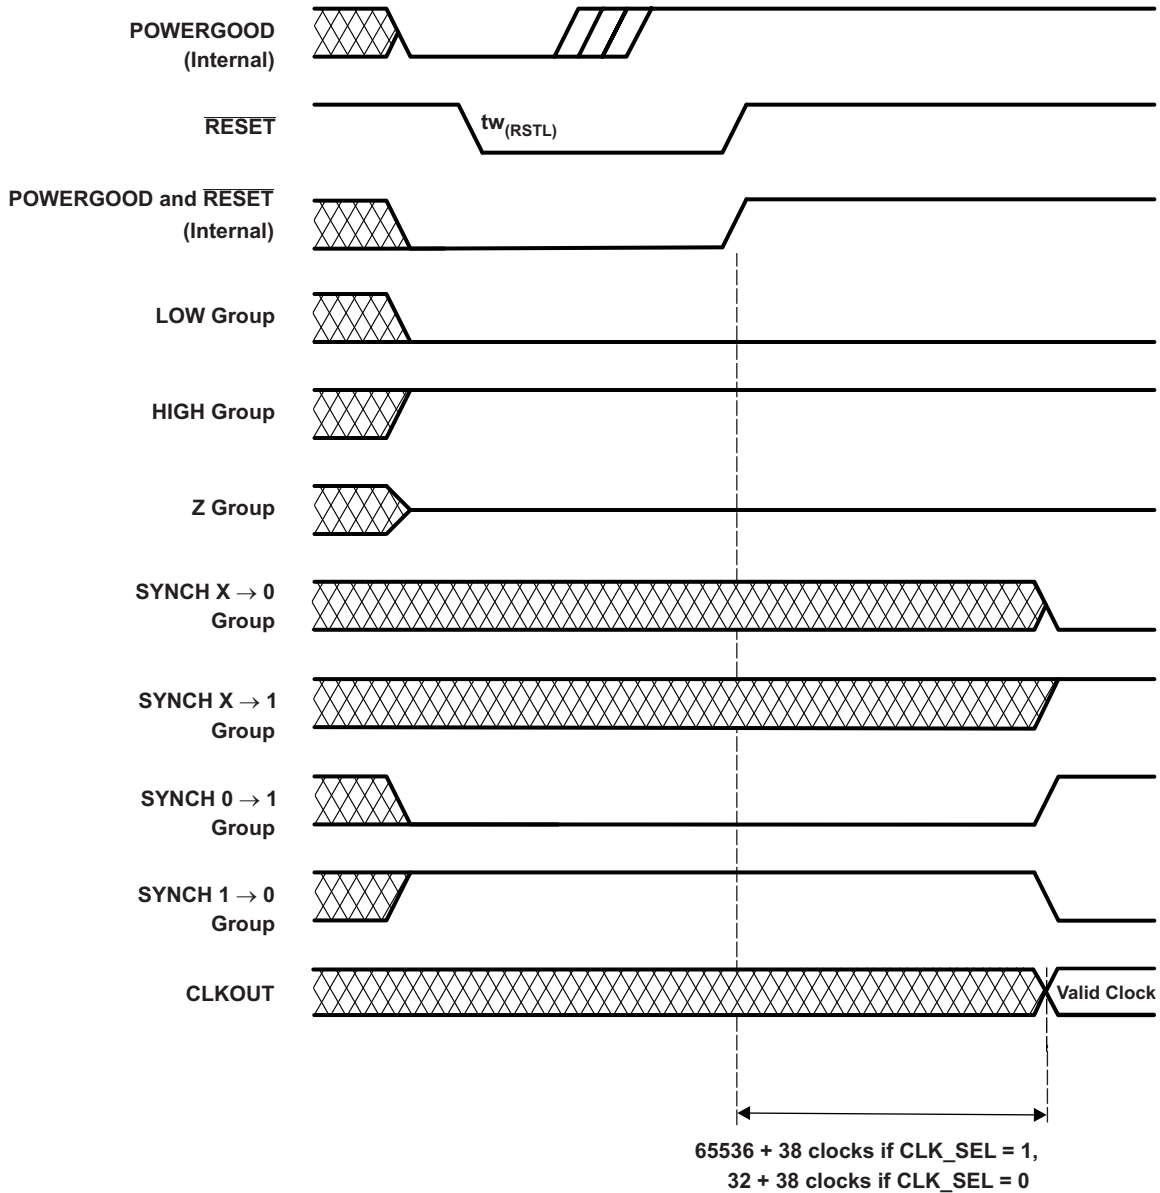 POWERGOOD
(Internal)
RESET
tw(RSTL)
POWERGOOD and RESET
(Internal)
LOW Group
HIGH Group
Z Group
SYNCH X → 0
Group
SYNCH X → 1
Group
SYNCH 0 → 1
Group
SYNCH 1 → 0
Group
CLKOUT
Valid Clock
65536 + 38 clocks if CLK_SEL = 1,
32 + 38 clocks if CLK_SEL = 0